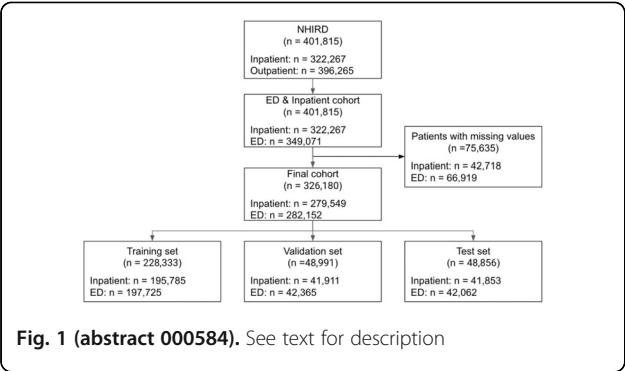 NHIRD
(n = 401,815)
Inpatient: n = 322,267
Outpatient: n = 396,265
ED & Inpatient cohort
(n = 401,815)
Inpatient: n = 322,267
ED: n = 349,071
Patients with missing values
(n =75,635)
Inpatient: n = 42,718
ED: n = 66,919
Final cohort
(n = 326,180)
Inpatient: n = 279,549
ED: n = 282,152
Training set
(n = 228,333)
Inpatient: n = 195,785
ED: n = 197,725
Validation set
(n =48,991)
Inpatient: n = 41,911
ED: n = 42,365
Test set
(n = 48,856)
Inpatient: n = 41,853
ED: n = 42,062
Fig. 1 (abstract 000584). See text for description